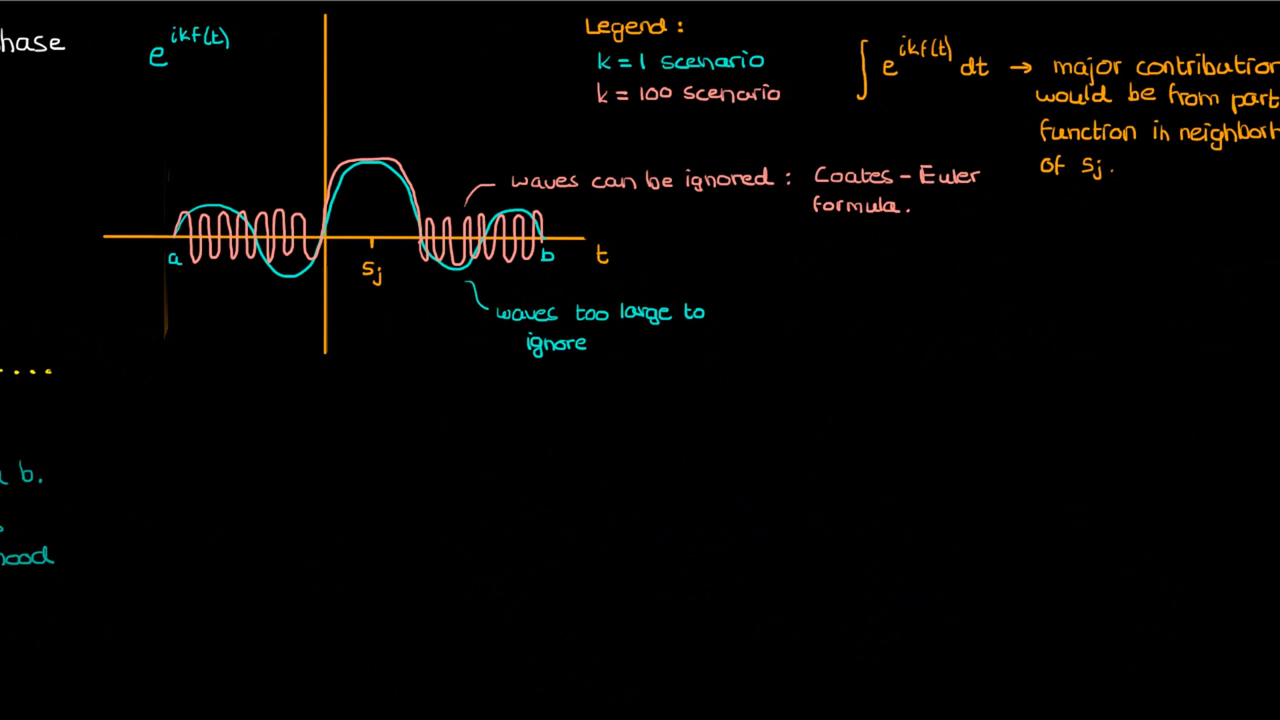 hase
e^{ikf(t)}
Legend :
k = 1 scenario
k = 100 scenario
∫ e^{ikf(t)} dt → major contribution
would be from part
function in neighborh
of Sj.
waves can be ignored : Coates - Euler
formula.
a
Sj
b
t
waves too large to
ignore
....
b.
hood